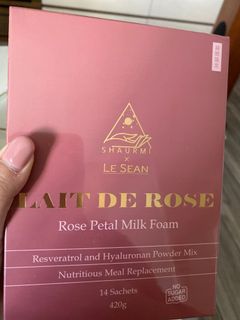 SHAURMI
×
LE SEAN
LAIT DE ROSE
Rose Petal Milk Foam
Resveratrol and Hyaluronan Powder Mix
Nutritious Meal Replacement
14 Sachets
420g
NO
SUGAR
ADDED